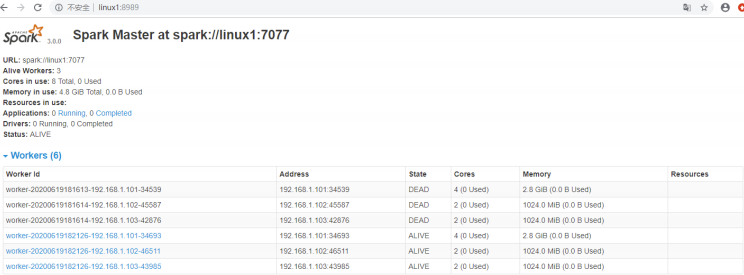 不安全 | linux1:8989
APACHE Spark 3.0.0 Spark Master at spark://linux1:7077
URL: spark://linux1:7077
Alive Workers: 3
Cores in use: 8 Total, 0 Used
Memory in use: 4.8 GiB Total, 0.0 B Used
Resources in use:
Applications: 0 Running, 0 Completed
Drivers: 0 Running, 0 Completed
Status: ALIVE
Workers (6)
Worker Id Address State Cores Memory Resources
worker-20200619181613-192.168.1.101-34539 192.168.1.101:34539 DEAD 4 (0 Used) 2.8 GiB (0.0 B Used)
worker-20200619181614-192.168.1.102-45587 192.168.1.102:45587 DEAD 2 (0 Used) 1024.0 MiB (0.0 B Used)
worker-20200619181614-192.168.1.103-42876 192.168.1.103:42876 DEAD 2 (0 Used) 1024.0 MiB (0.0 B Used)
worker-20200619182126-192.168.1.101-34693 192.168.1.101:34693 ALIVE 4 (0 Used) 2.8 GiB (0.0 B Used)
worker-20200619182126-192.168.1.102-46511 192.168.1.102:46511 ALIVE 2 (0 Used) 1024.0 MiB (0.0 B Used)
worker-20200619182126-192.168.1.103-43985 192.168.1.103:43985 ALIVE 2 (0 Used) 1024.0 MiB (0.0 B Used)